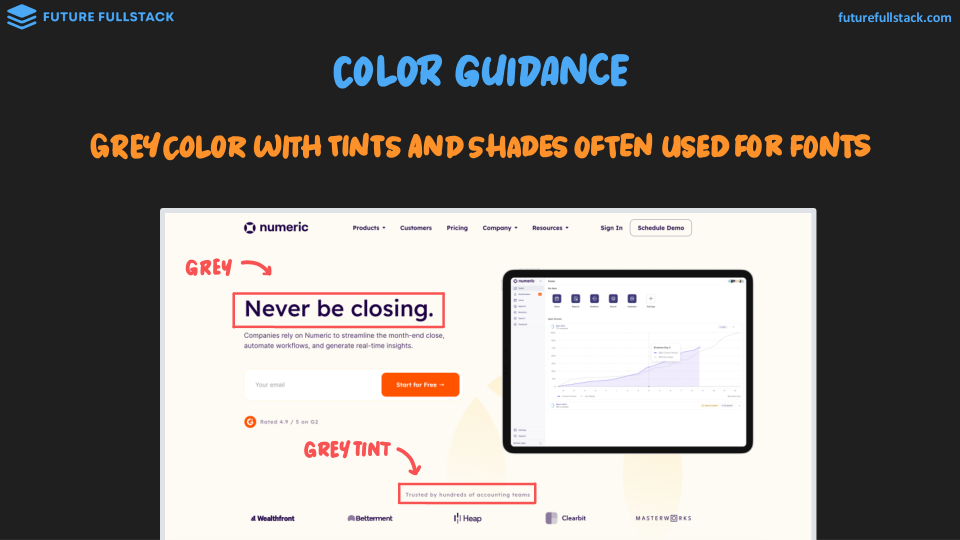 FUTURE FULLSTACK
futurefullstack.com
COLOR GUIDANCE
GREY COLOR WITH TINTS AND SHADES OFTEN USED FOR FONTS
numeric
Products
Customers
Pricing
Company
Resources
Sign In
Schedule Demo
GREY
Never be closing.
Companies rely on Numeric to streamline the month-end close,
automate workflows, and generate real-time insights.
Your email
Start for Free →
Rated 4.9 / 5 on G2
numeric
GREY TINT
Trusted by hundreds of accounting teams
Wealthfront
Betterment
Heap
Clearbit
MASTERWORKS